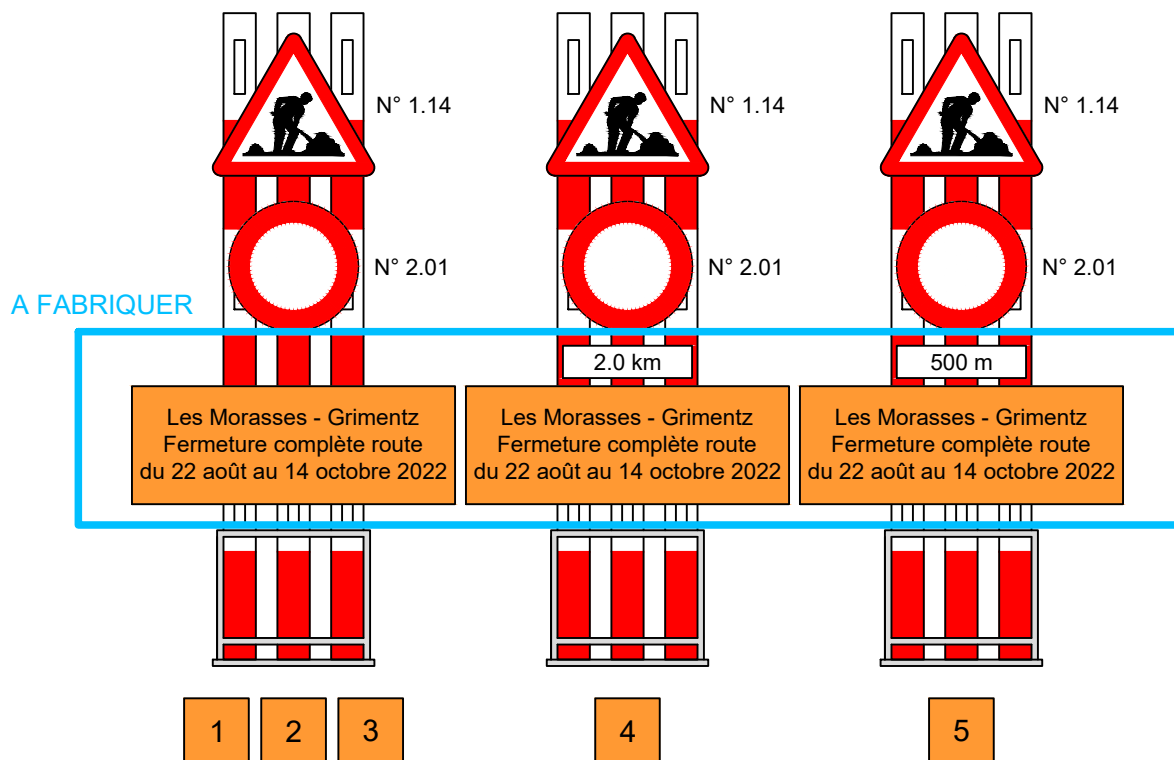 N° 1.14
N° 1.14
N° 1.14
N° 2.01
N° 2.01
N° 2.01
A FABRIQUER
2.0 km
500 m
Les Morasses - Grimentz
Fermeture complète route
du 22 août au 14 octobre 2022
Les Morasses - Grimentz
Fermeture complète route
du 22 août au 14 octobre 2022
Les Morasses - Grimentz
Fermeture complète route
du 22 août au 14 octobre 2022
1
2
3
4
5